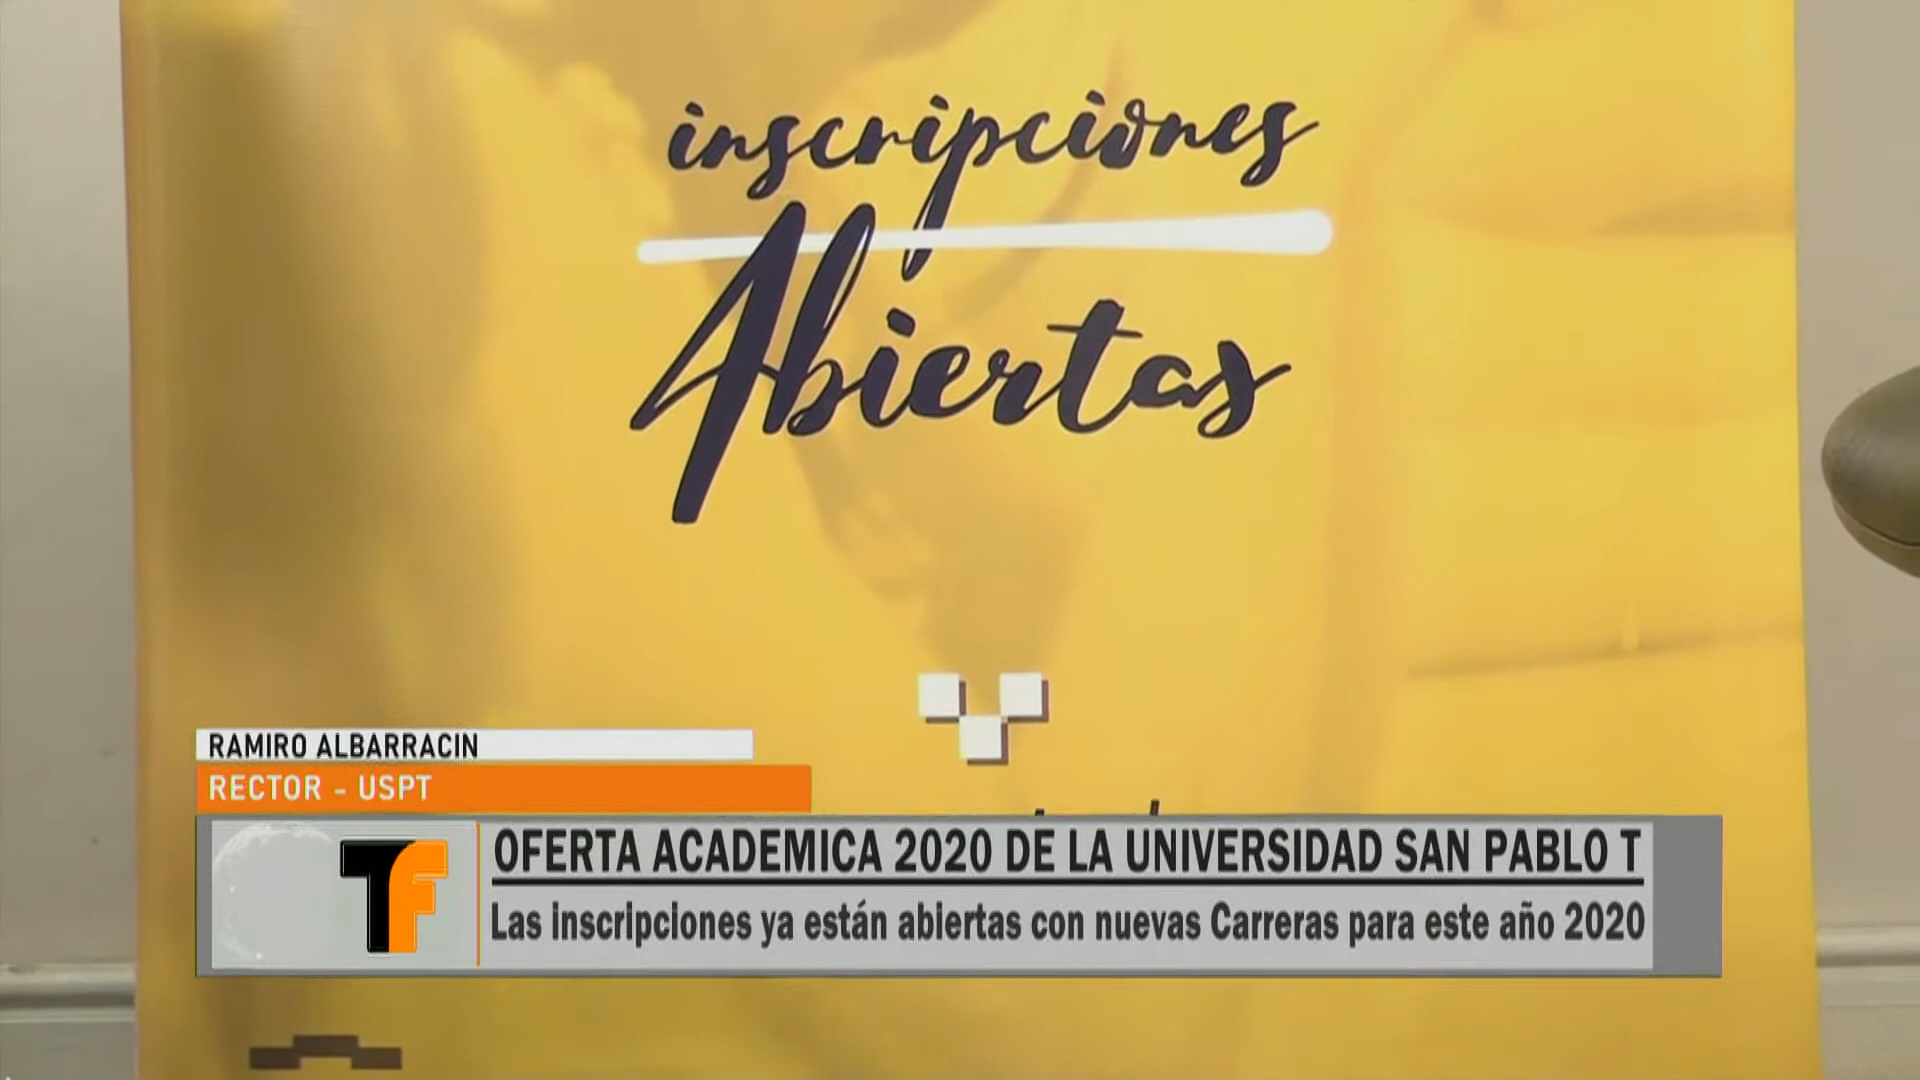 inscripciones
Abiertas
RAMIRO ALBARRACIN
RECTOR - USPT
TF
OFERTA ACADEMICA 2020 DE LA UNIVERSIDAD SAN PABLO T
Las inscripciones ya están abiertas con nuevas Carreras para este año 2020